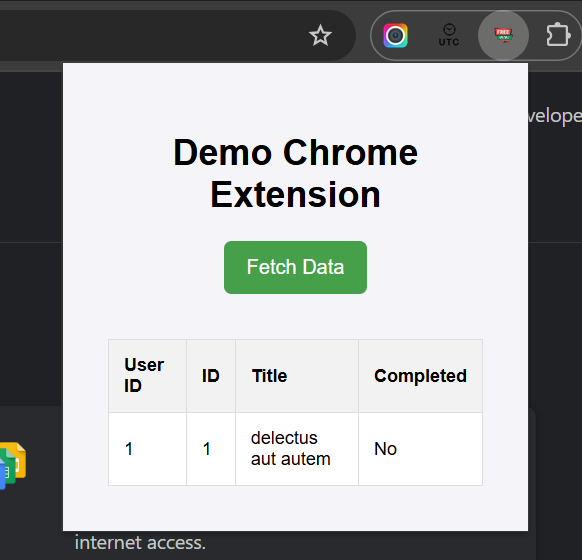 UTC
FREE
velope
Demo Chrome
Extension
Fetch Data
User
ID
ID
Title
Completed
1
1
delectus
aut autem
No
internet access.